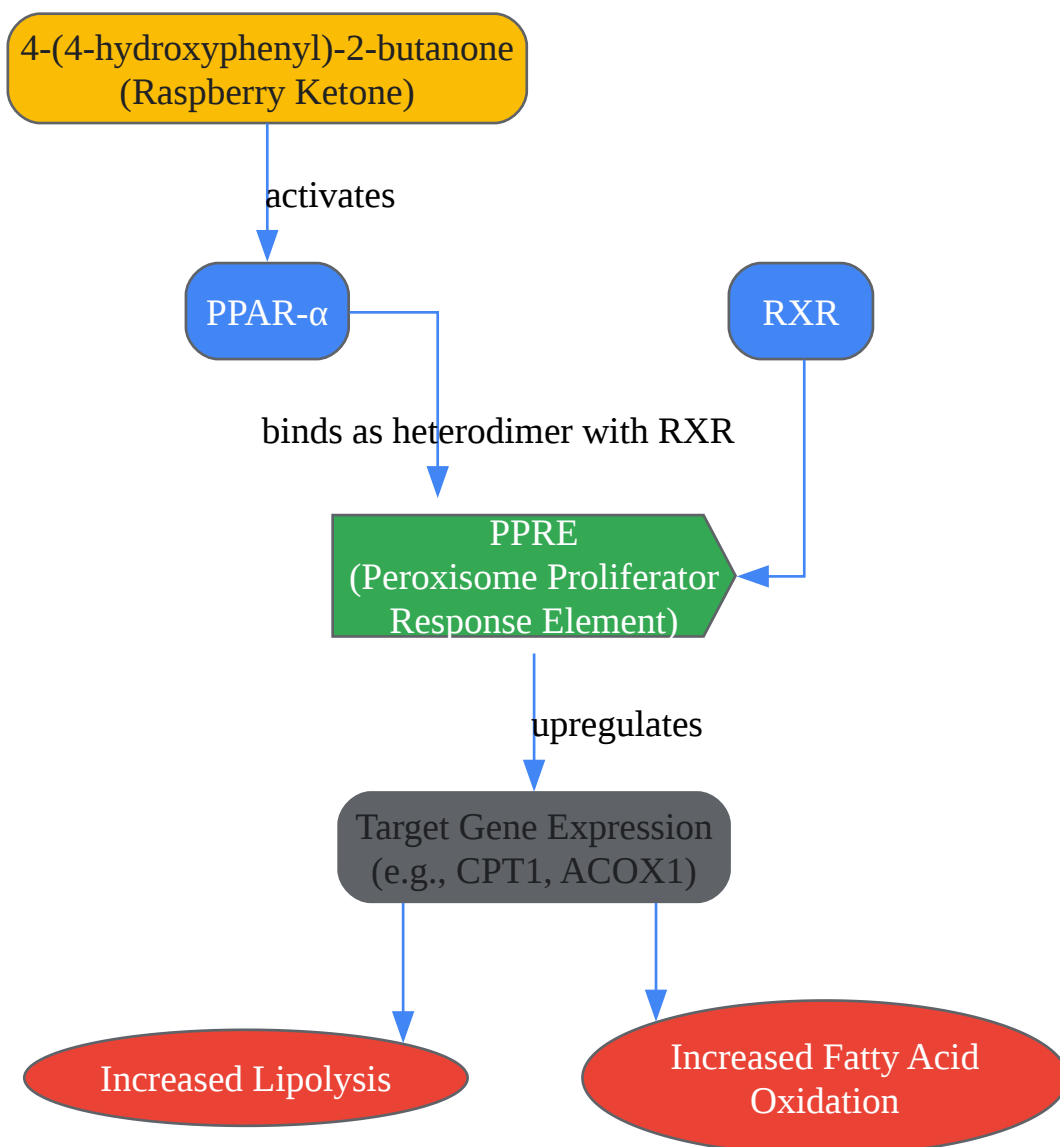 4-(4-hydroxyphenyl)-2-butanone
(Raspberry Ketone)
activates
PPAR-α
RXR
binds as heterodimer with RXR
PPRE
(Peroxisome Proliferator
Response Element)
upregulates
Target Gene Expression
(e.g., CPT1, ACOX1)
Increased Lipolysis
Increased Fatty Acid
Oxidation